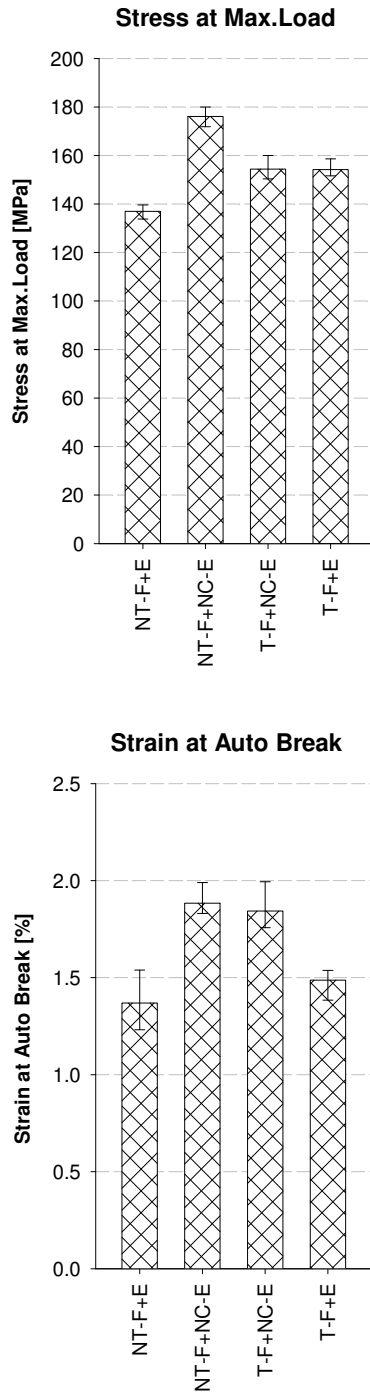 Stress at Max.Load
Stress at Max.Load [MPa]
200
180
160
140
120
100
80
60
40
20
0
NT-F+E
NT-F+NC-E
T-F+NC-E
T-F+E
Strain at Auto Break
Strain at Auto Break [%]
2.5
2.0
1.5
1.0
0.5
0.0
NT-F+E
NT-F+NC-E
T-F+NC-E
T-F+E